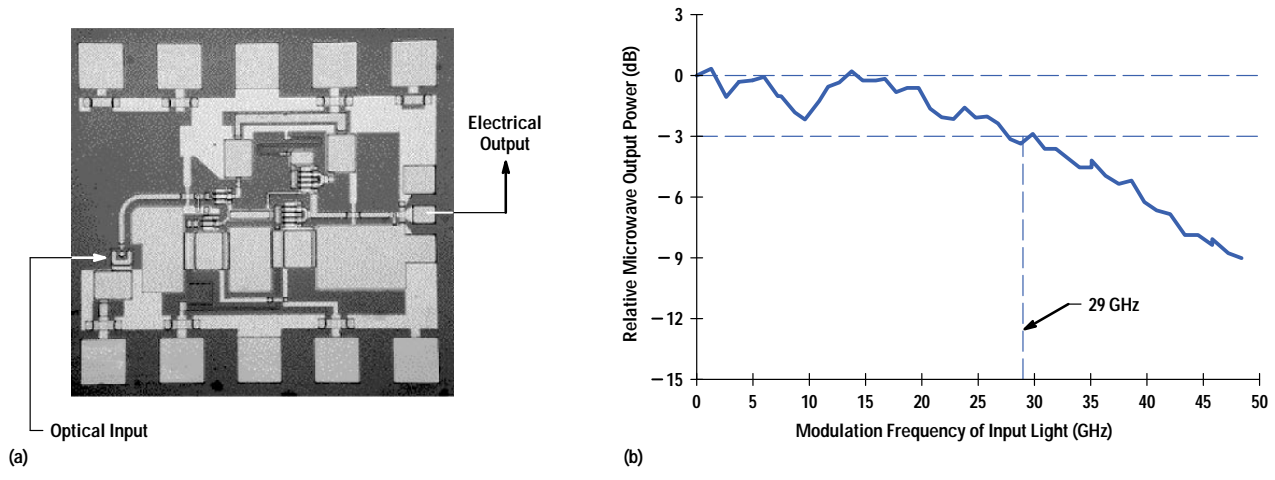 Electrical
Output
Optical Input
(a)
Relative Microwave Output Power (dB)
3
0
−3
−6
−9
−12
−15
29 GHz
0 5 10 15 20 25 30 35 40 45 50
Modulation Frequency of Input Light (GHz)
(b)